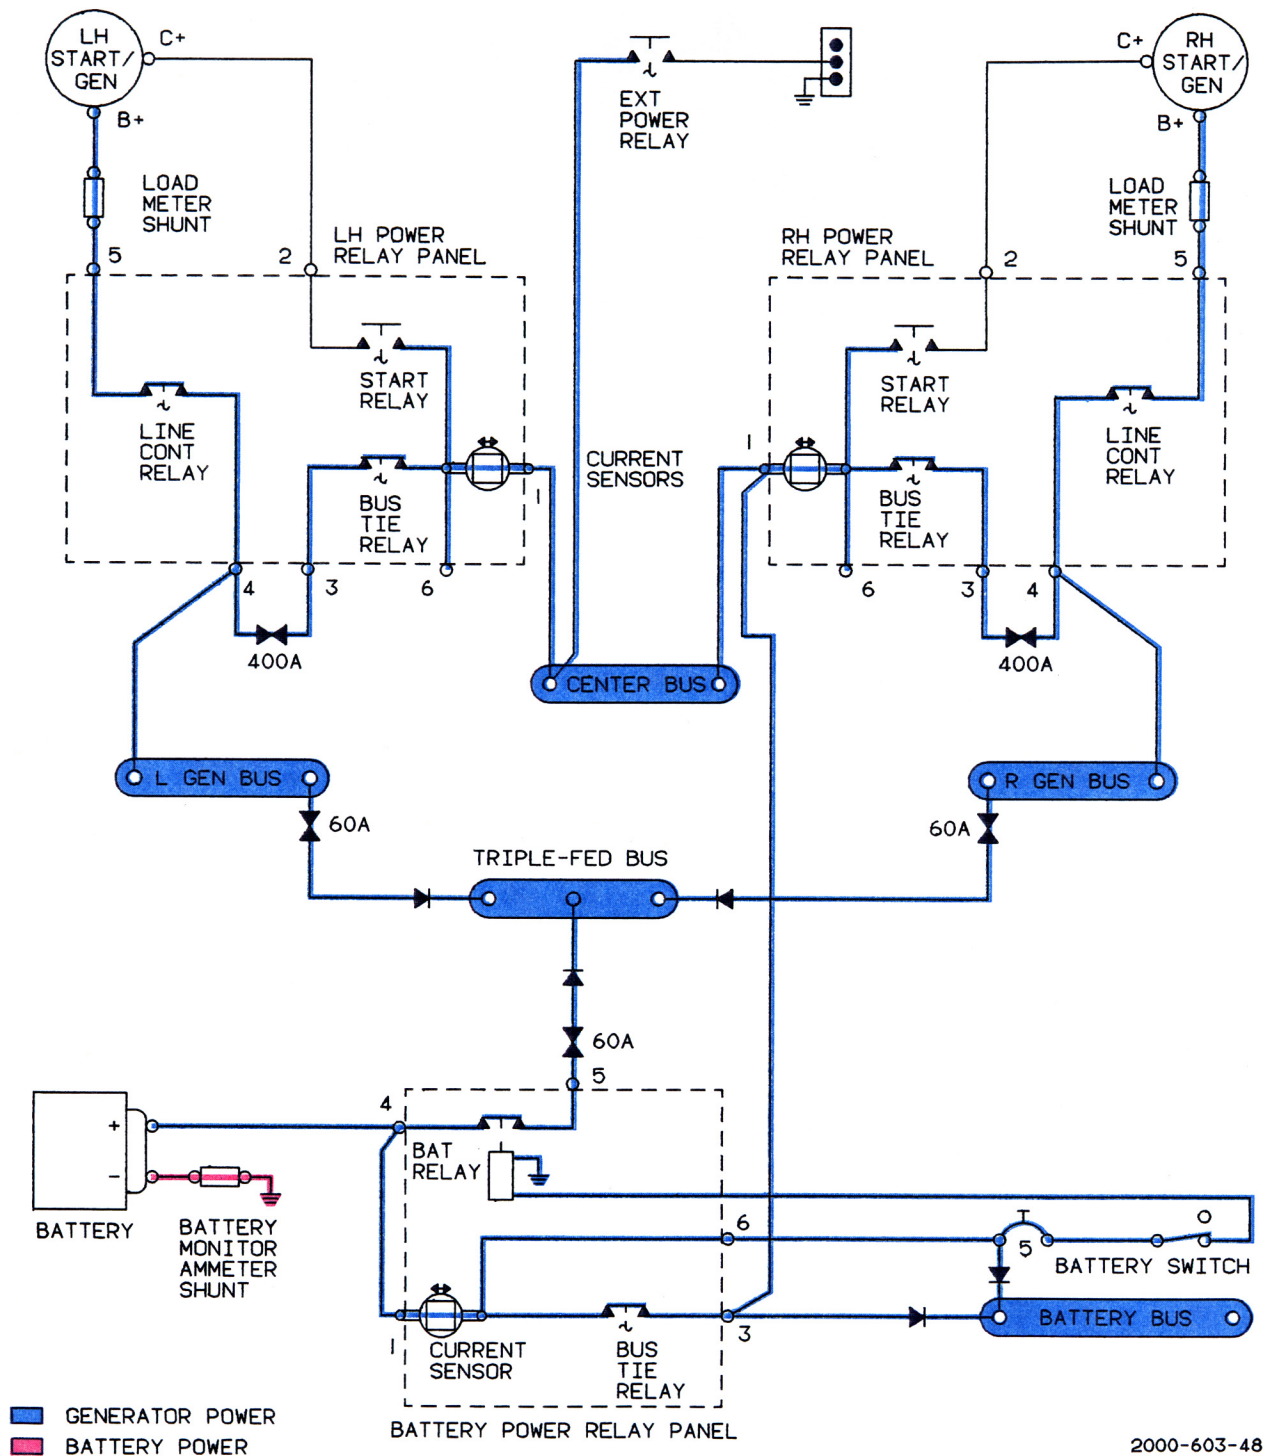 LH
START/
GEN
C+
B+
LOAD
METER
SHUNT
5
2
LH POWER
RELAY PANEL
EXT
POWER
RELAY
C+
RH
START/
GEN
B+
LOAD
METER
SHUNT
RH POWER
RELAY PANEL
2
5
START
RELAY
LINE
CONT
RELAY
BUS
TIE
RELAY
1
4
3
6
400A
CURRENT
SENSORS
1
START
RELAY
LINE
CONT
RELAY
BUS
TIE
RELAY
6
3
4
400A
CENTER BUS
L GEN BUS
R GEN BUS
60A
60A
TRIPLE-FED BUS
60A
5
4
+
-
BATTERY
BATTERY
MONITOR
AMMETER
SHUNT
BAT
RELAY
6
5
BATTERY SWITCH
BATTERY BUS
3
1
CURRENT
SENSOR
BUS
TIE
RELAY
BATTERY POWER RELAY PANEL
GENERATOR POWER
BATTERY POWER
2000-603-48